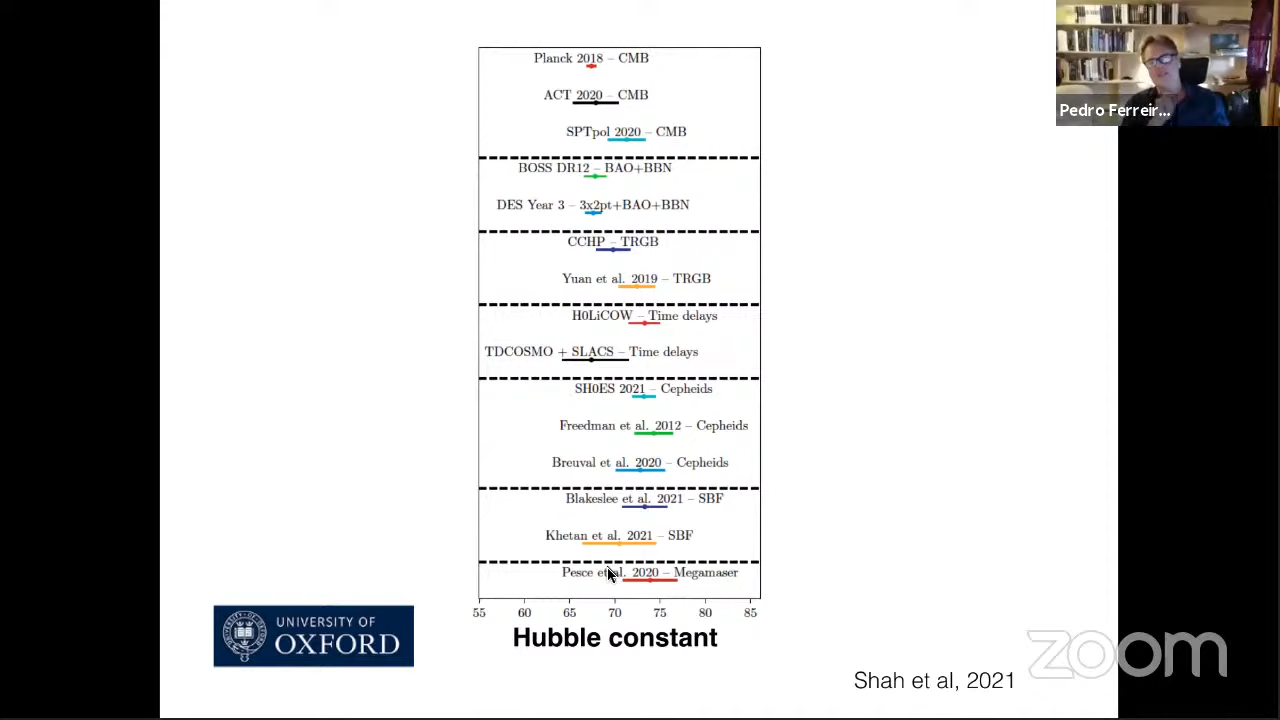 Planck 2018 – CMB
ACT 2020 – CMB
SPTpol 2020 – CMB
BOSS DR12 – BAO+BBN
DES Year 3 – 3x2pt+BAO+BBN
CCHP – TRGB
Yuan et al. 2019 – TRGB
H0LiCOW – Time delays
TDCOSMO + SLACS – Time delays
SH0ES 2021 – Cepheids
Freedman et al. 2012 – Cepheids
Breuval et al. 2020 – Cepheids
Blakeslee et al. 2021 – SBF
Khetan et al. 2021 – SBF
Pesce et al. 2020 – Megamaser
55 60 65 70 75 80 85
Hubble constant
UNIVERSITY OF
OXFORD
Shah et al, 2021
zoom
Pedro Ferreir...